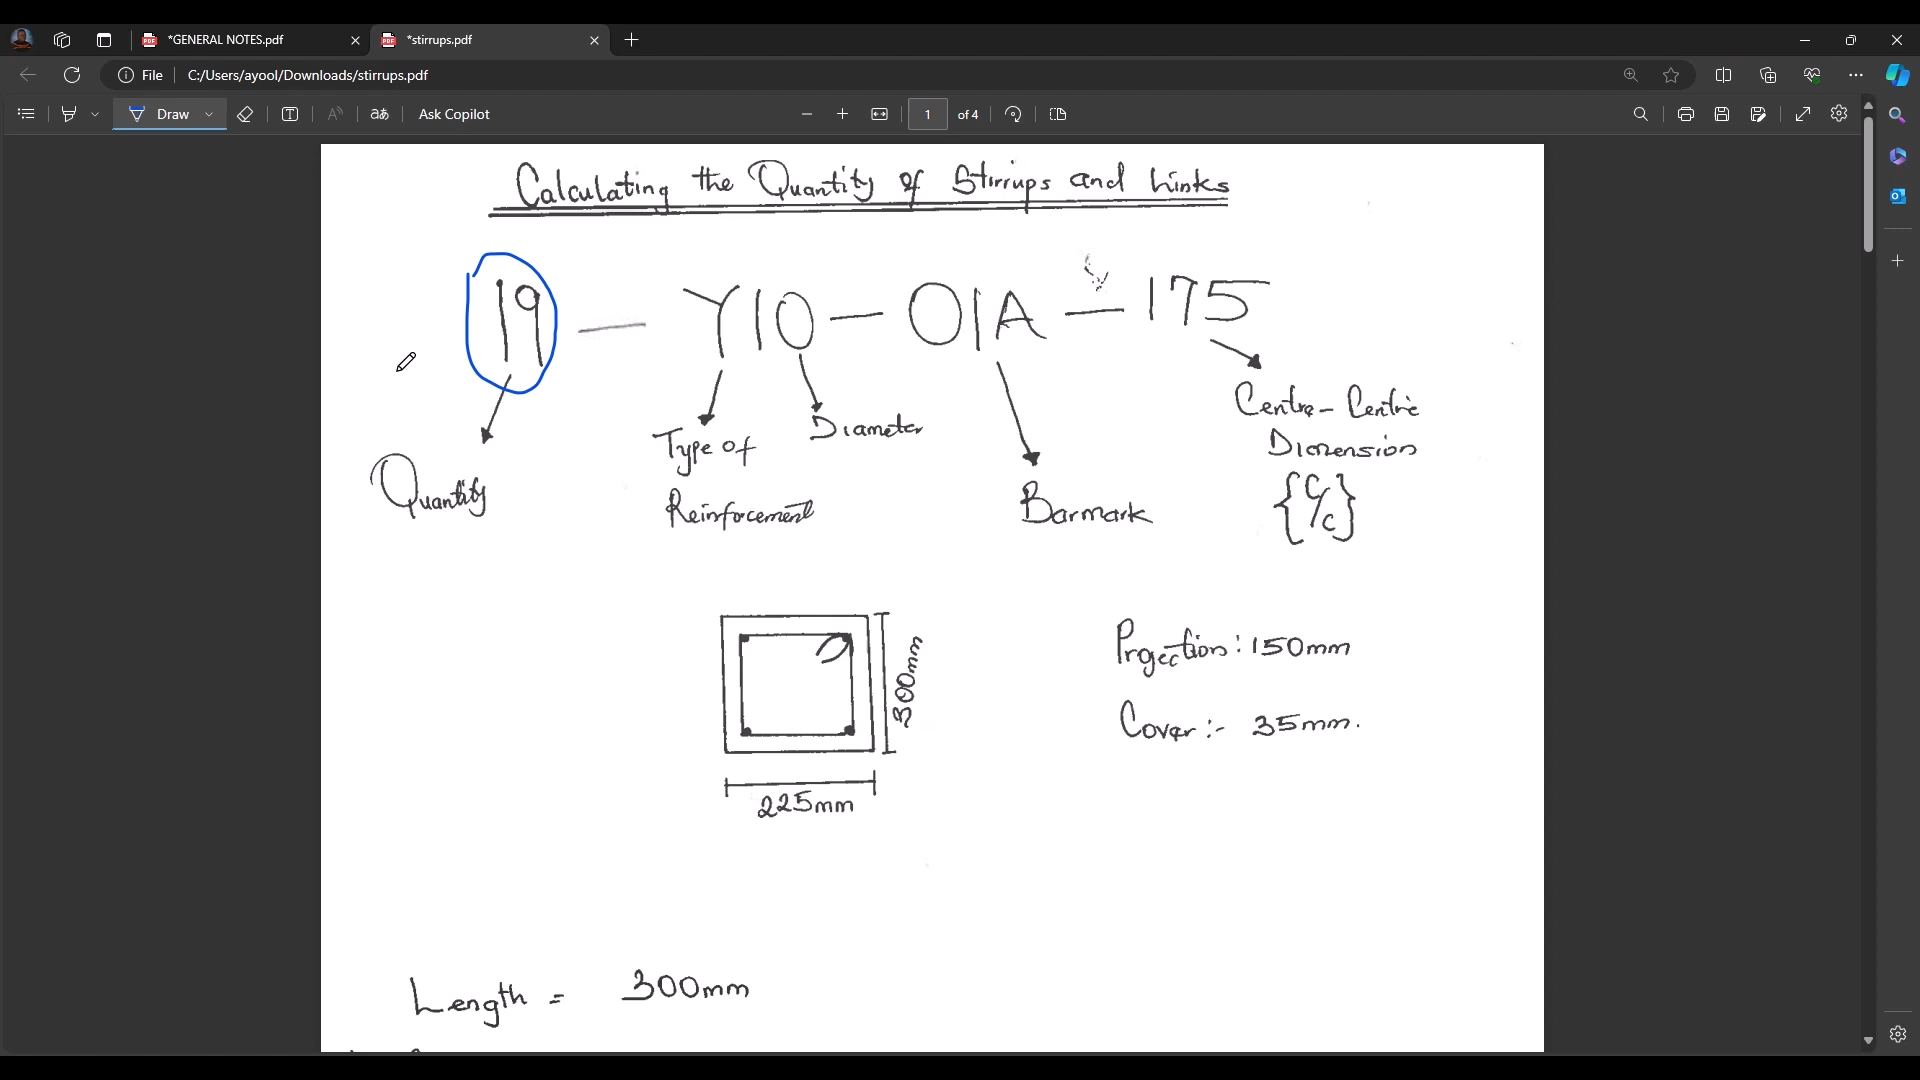 *GENERAL NOTES.pdf
*stirrups.pdf
File
C:/Users/ayool/Downloads/stirrups.pdf
Draw
Ask Copilot
1 of 4
Calculating the Quantity of Stirrups and Links
19 — Y10 — 01A — 175
Quantity
Type of
Reinforcement
Diameter
Barmark
Centre - Centre
Dimension
{C/c}
300mm
225mm
Projection: 150mm
Cover:- 35mm.
Length = 300mm